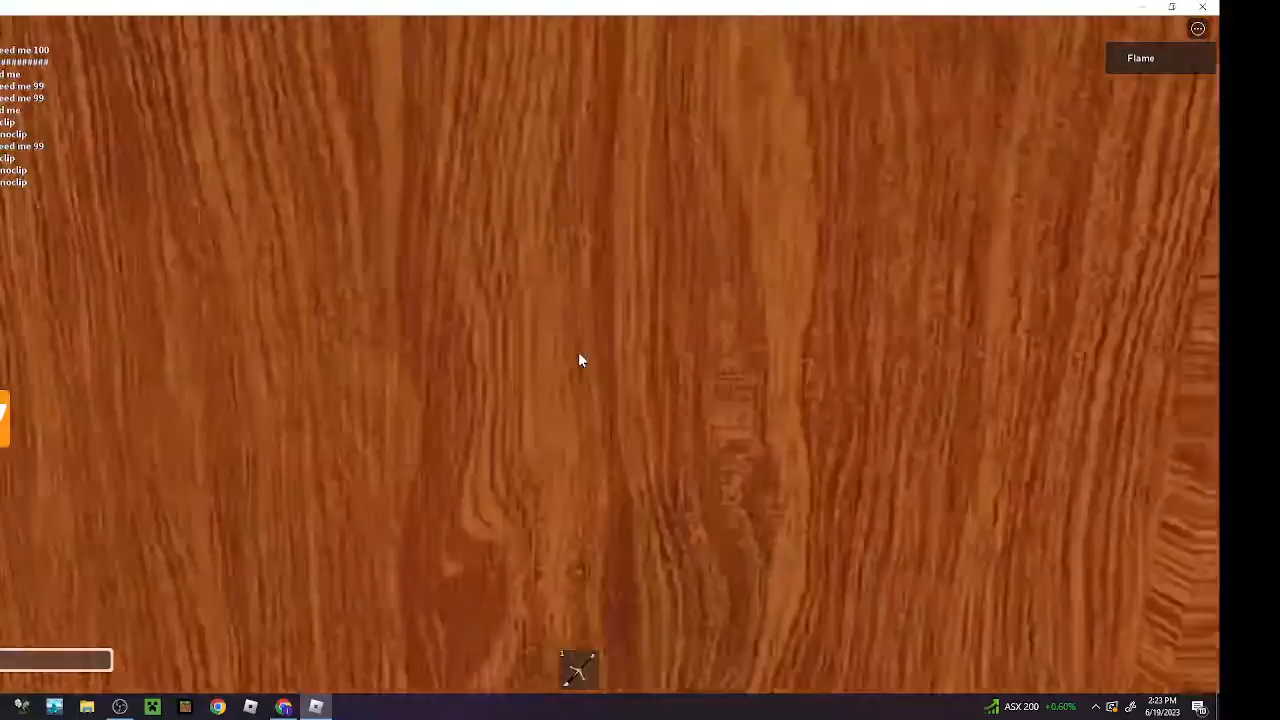 eed me 100
##########
d me
eed me 99
eed me 99
d me
clip
noclip
eed me 99
clip
noclip
noclip
Flame
1
ASX 200 +0.60%
2:23 PM
6/19/2023